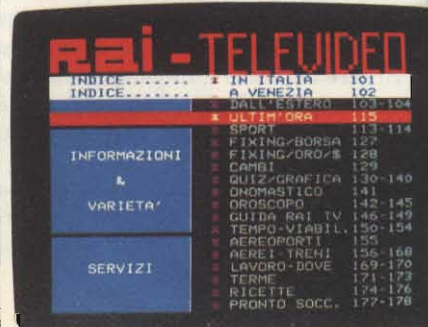 Rai - TELEVIDEO
INDICE....... * IN ITALIA 101
INDICE....... * A VENEZIA 102
* DALL'ESTERO 103-104
* ULTIM'ORA 115
* SPORT 113-114
* FIXING/BORSA 127
INFORMAZIONI * FIXING/ORO/$ 128
* CAMBI 129
& * QUIZ/GRAFICA 130-140
* ONOMASTICO 141
VARIETA' * OROSCOPO 142-145
* GUIDA RAI TV 146-149
* TEMPO-VIABIL. 150-154
* AEREOPORTI 155
* AEREI-TRENI 156-168
SERVIZI * LAVORO-DOVE 169-170
* TERME 171-173
* RICETTE 174-176
* PRONTO SOCC. 177-178